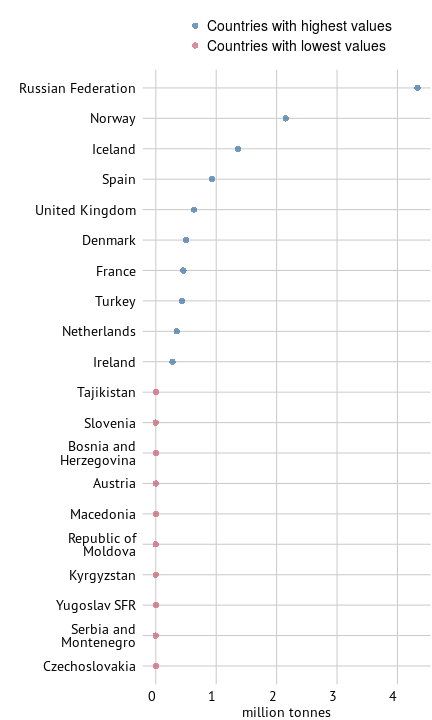 Countries with highest values
Countries with lowest values
Russian Federation
Norway
Iceland
Spain
United Kingdom
Denmark
France
Turkey
Netherlands
Ireland
Tajikistan
Slovenia
Bosnia and
Herzegovina
Austria
Macedonia
Republic of
Moldova
Kyrgyzstan
Yugoslav SFR
Serbia and
Montenegro
Czechoslovakia
0 1 2 3 4
million tonnes